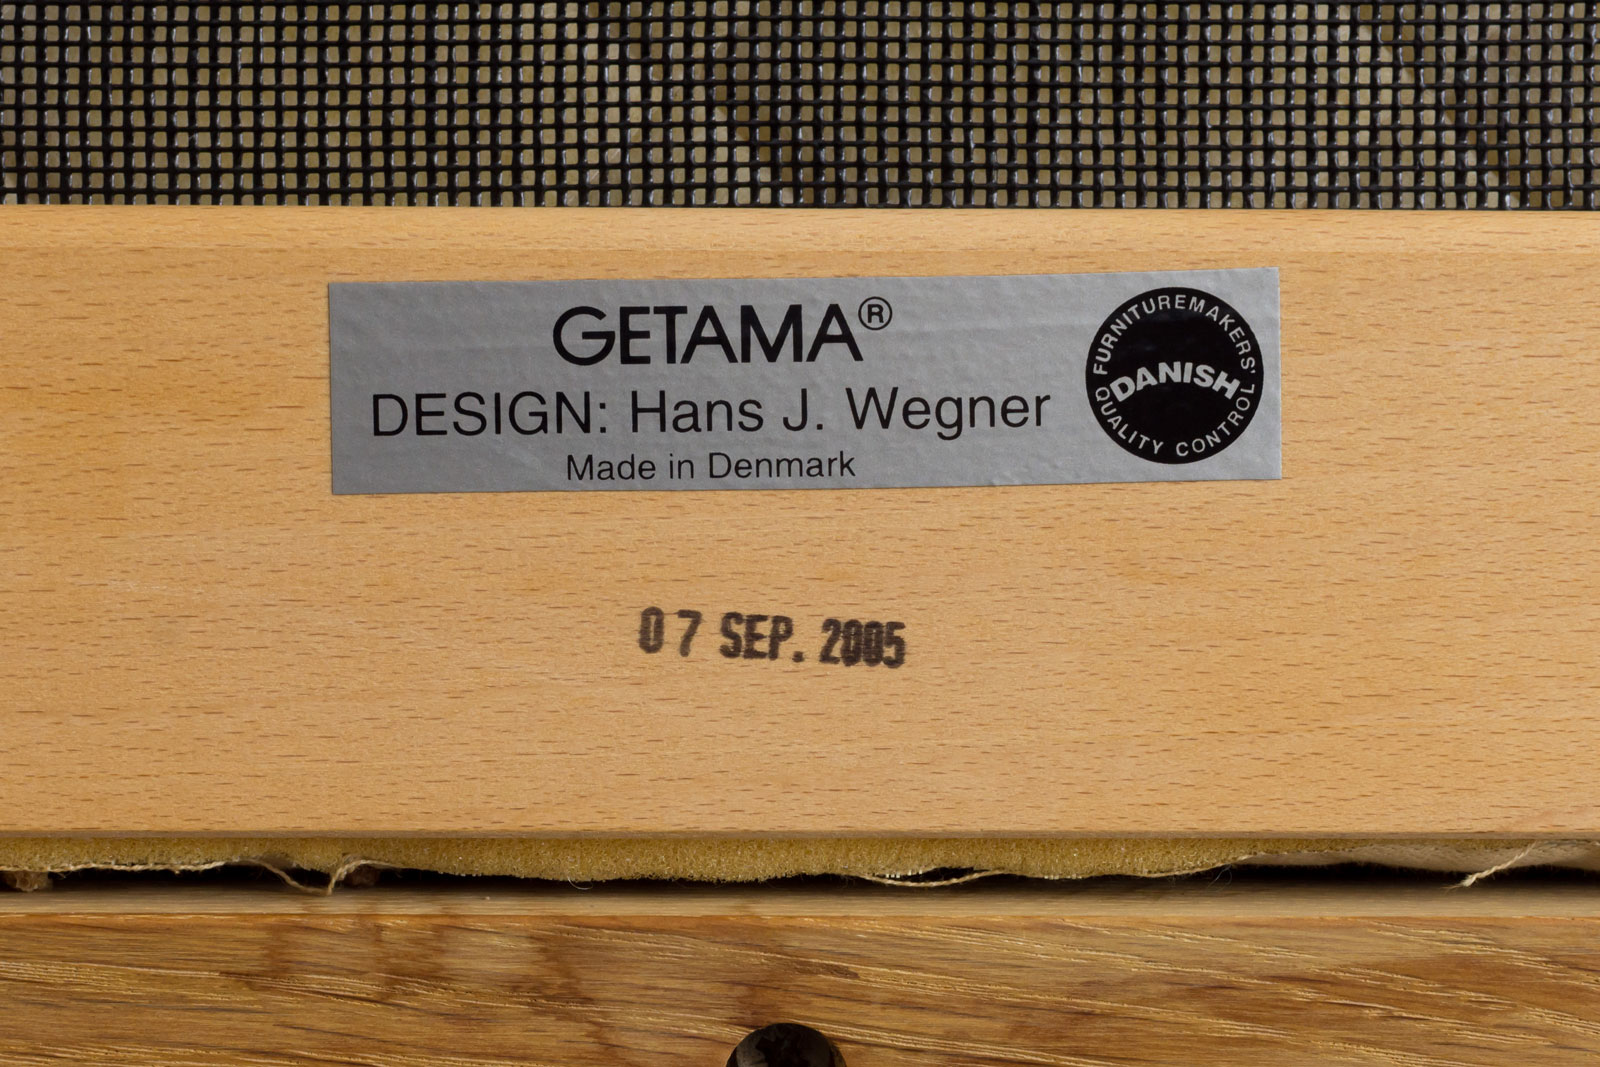 GETAMA®
DESIGN: Hans J. Wegner
Made in Denmark
FURNITUREMAKERS'
DANISH
QUALITY CONTROL
07 SEP. 2005